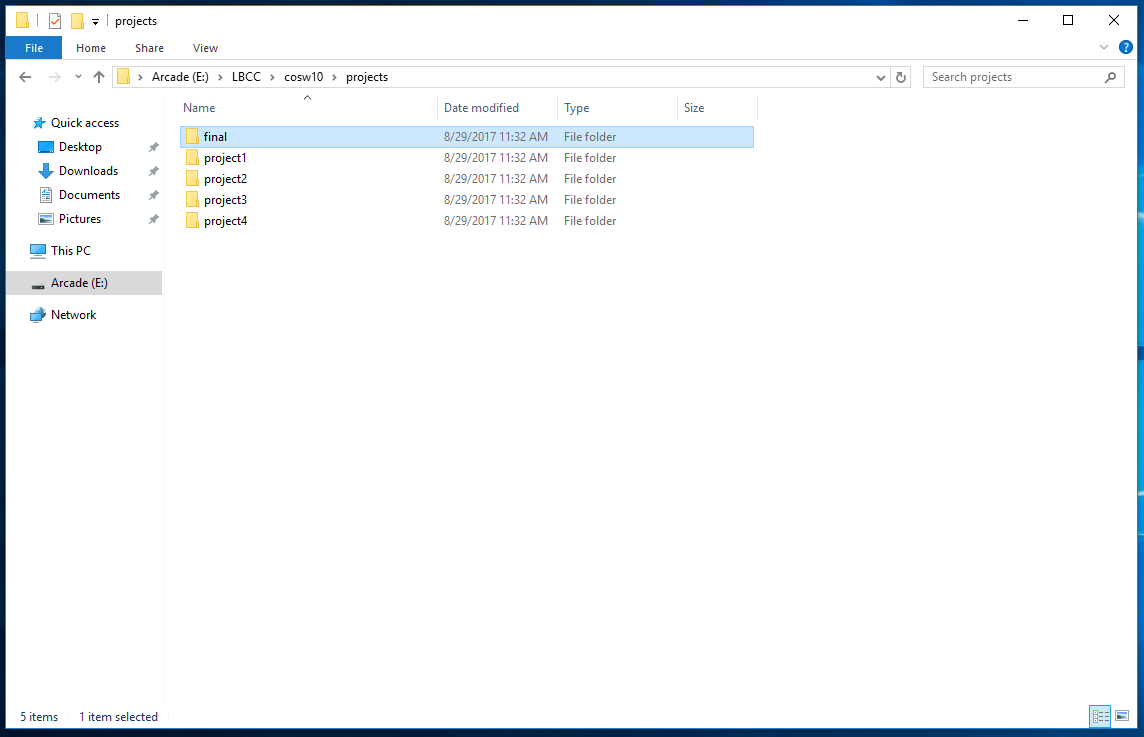 projects
File Home Share View
?
Arcade (E:) LBCC cosw10 projects Search projects
Name Date modified Type Size
Quick access
Desktop
Downloads
Documents
Pictures
This PC
Arcade (E:)
Network
final 8/29/2017 11:32 AM File folder
project1 8/29/2017 11:32 AM File folder
project2 8/29/2017 11:32 AM File folder
project3 8/29/2017 11:32 AM File folder
project4 8/29/2017 11:32 AM File folder
5 items 1 item selected